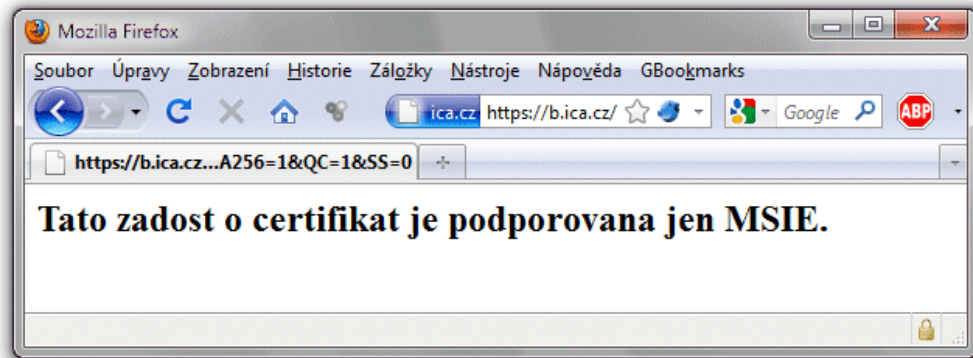 Mozilla Firefox
Soubor Úpravy Zobrazení Historie Záložky Nástroje Nápověda GBookmarks
ica.cz https://b.ica.cz/ Google ABP
https://b.ica.cz...A256=1&QC=1&SS=0
Tato zadost o certifikat je podporovana jen MSIE.